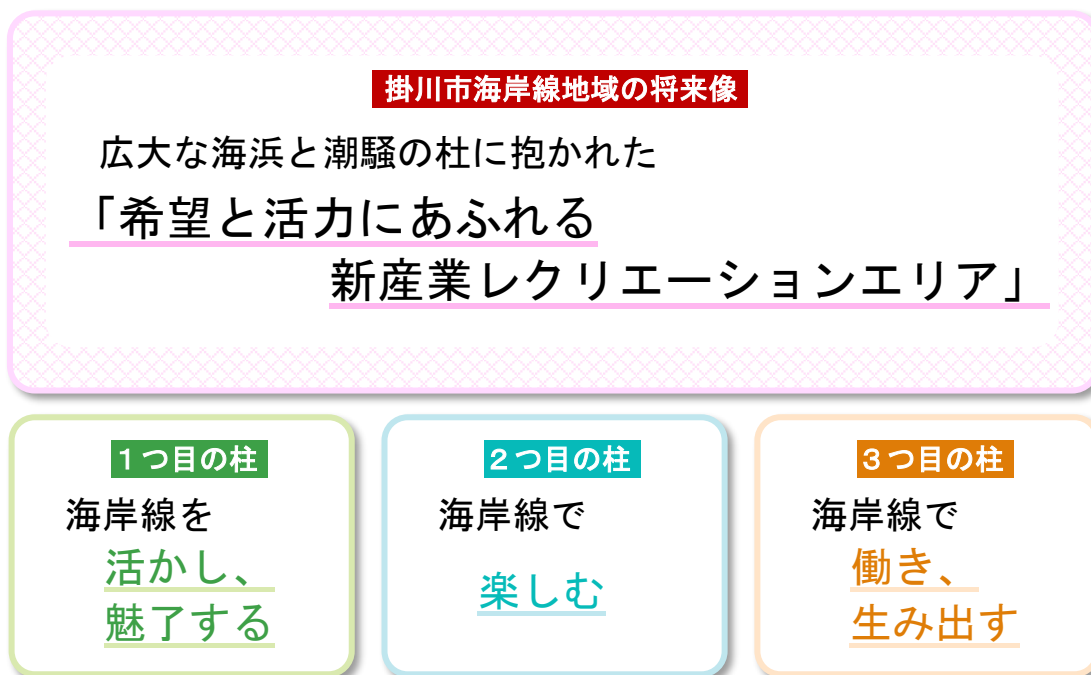 掛川市海岸線地域の将来像
広大な海浜と潮騒の杜に抱かれた
「希望と活力にあふれる
新産業レクリエーションエリア」
1つ目の柱
海岸線を
活かし、
魅了する
2つ目の柱
海岸線で
楽しむ
3つ目の柱
海岸線で
働き、
生み出す